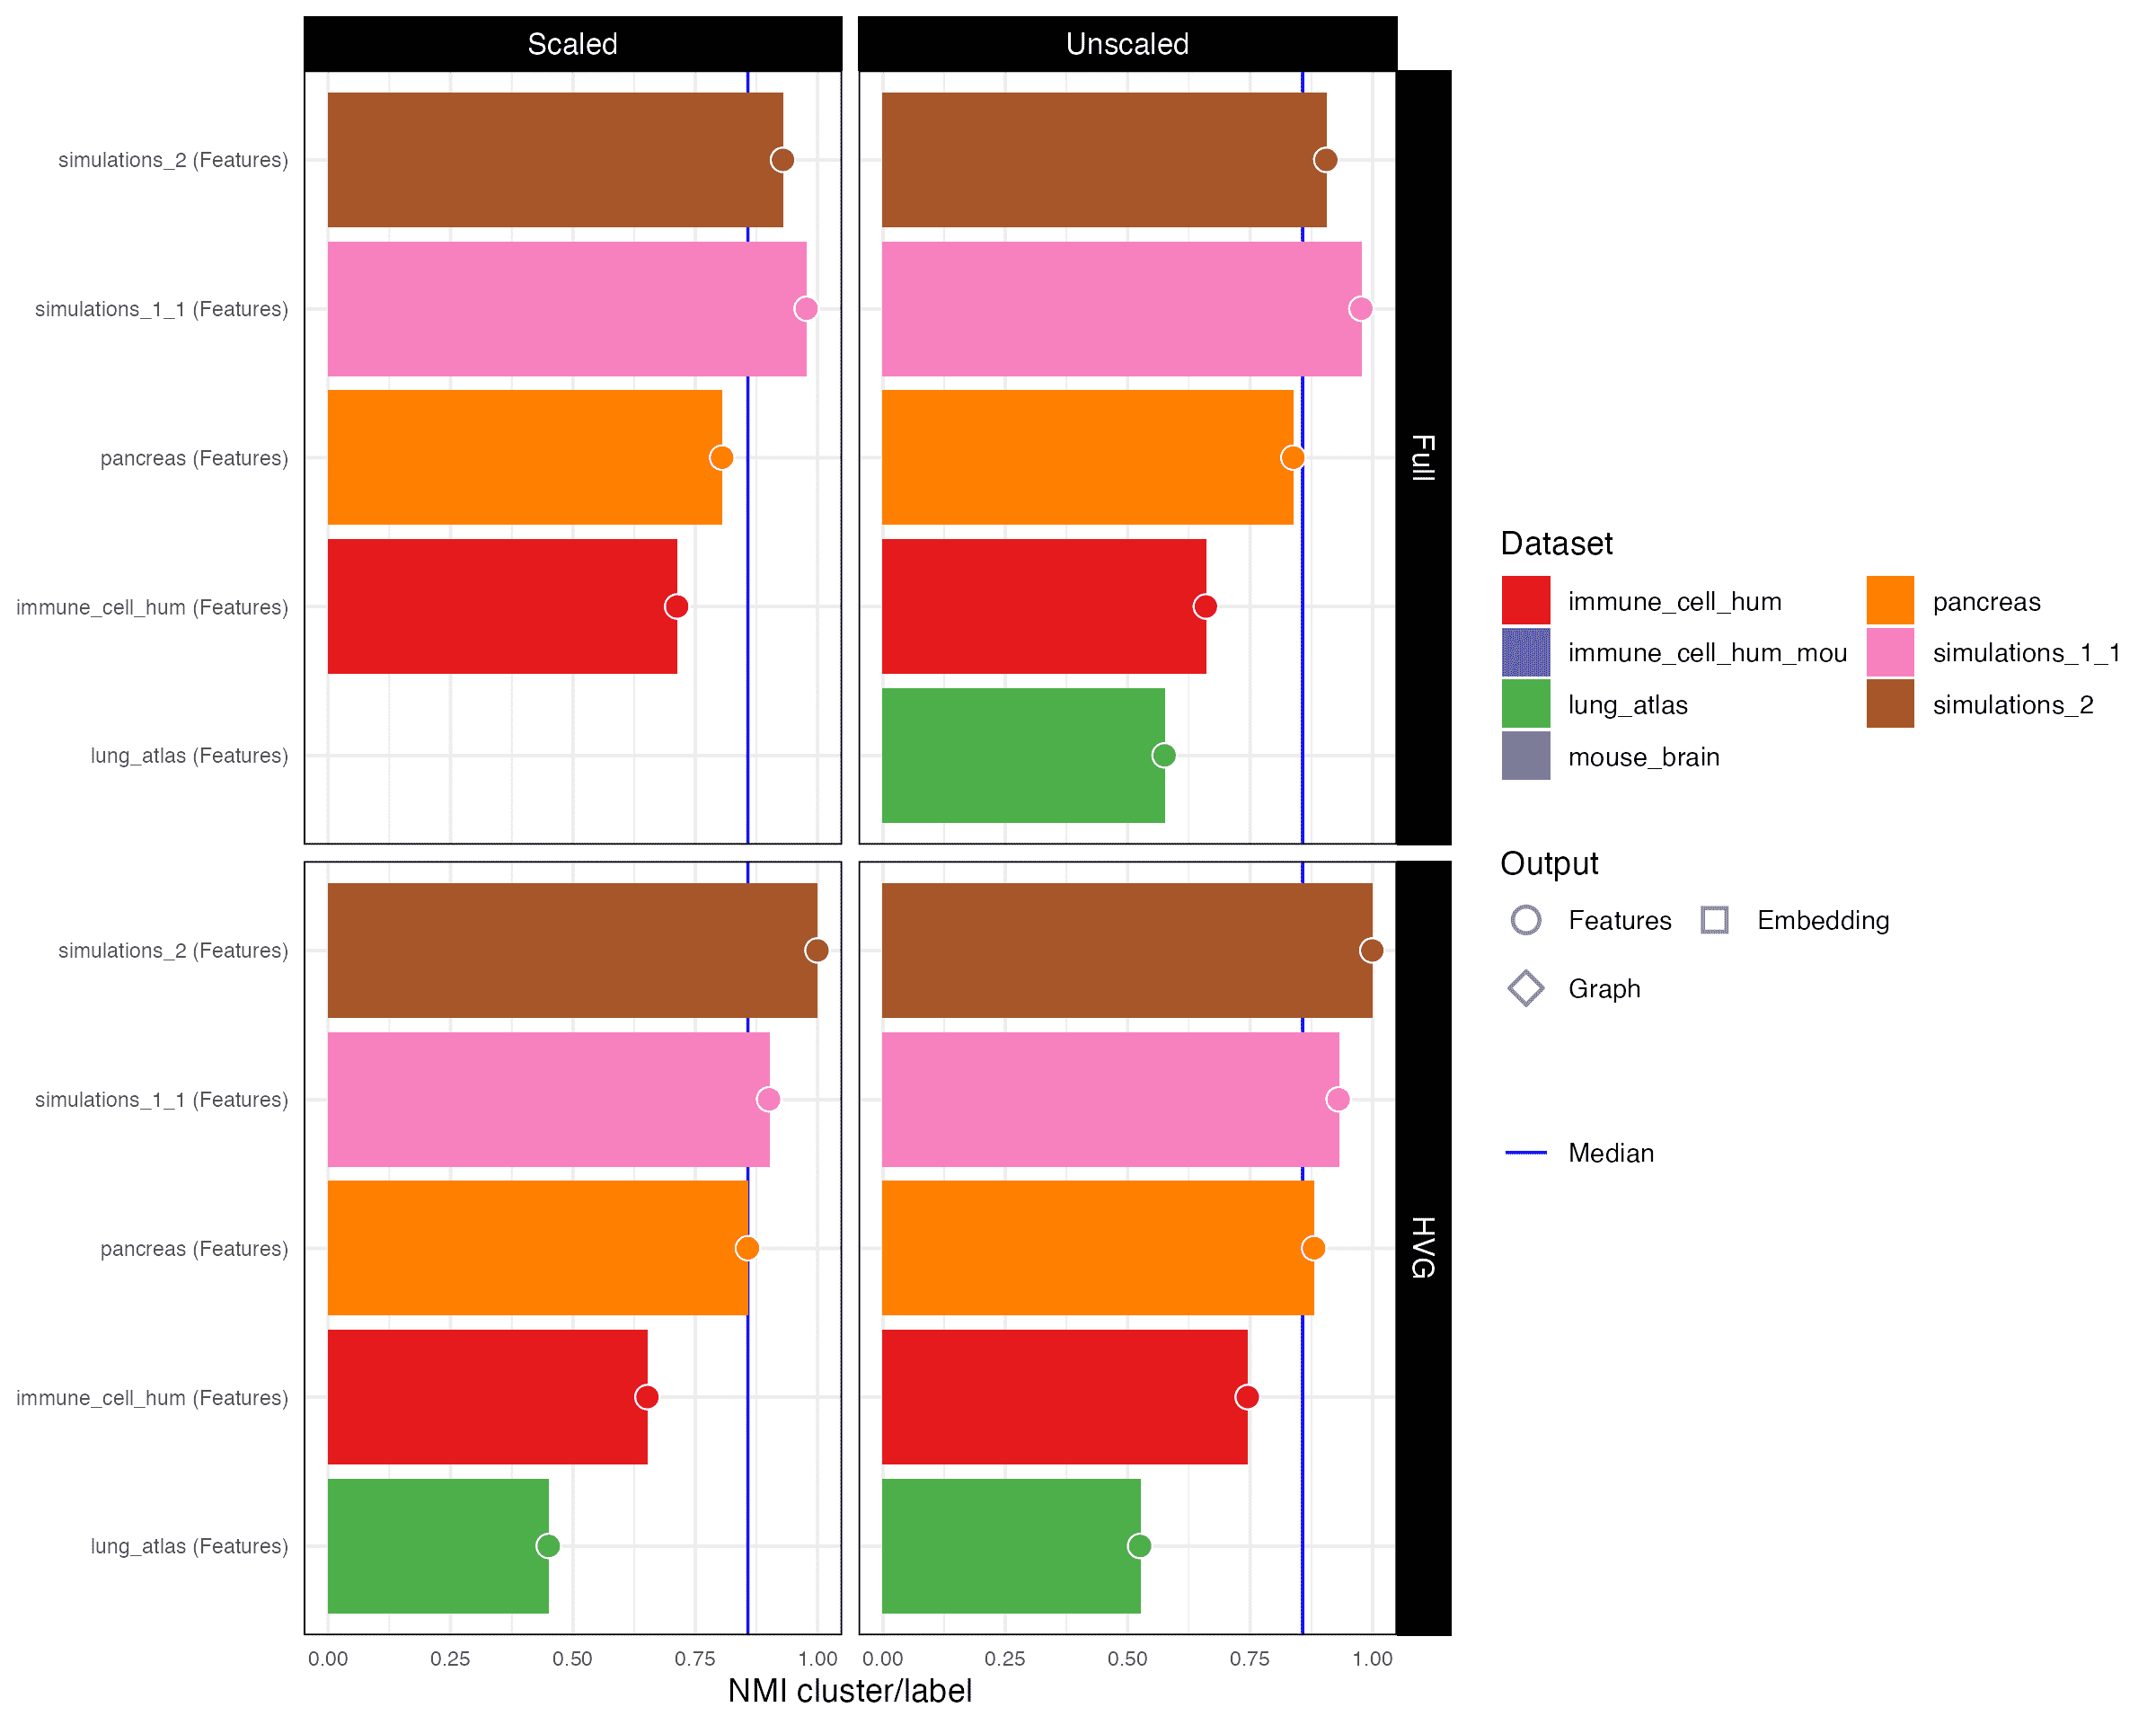 Scaled
Unscaled
simulations_2 (Features)
simulations_1_1 (Features)
pancreas (Features)
immune_cell_hum (Features)
lung_atlas (Features)
Full
simulations_2 (Features)
simulations_1_1 (Features)
pancreas (Features)
immune_cell_hum (Features)
lung_atlas (Features)
HVG
0.00 0.25 0.50 0.75 1.00
0.00 0.25 0.50 0.75 1.00
NMI cluster/label
Dataset
immune_cell_hum
immune_cell_hum_mou
lung_atlas
mouse_brain
pancreas
simulations_1_1
simulations_2
Output
Features
Embedding
Graph
Median